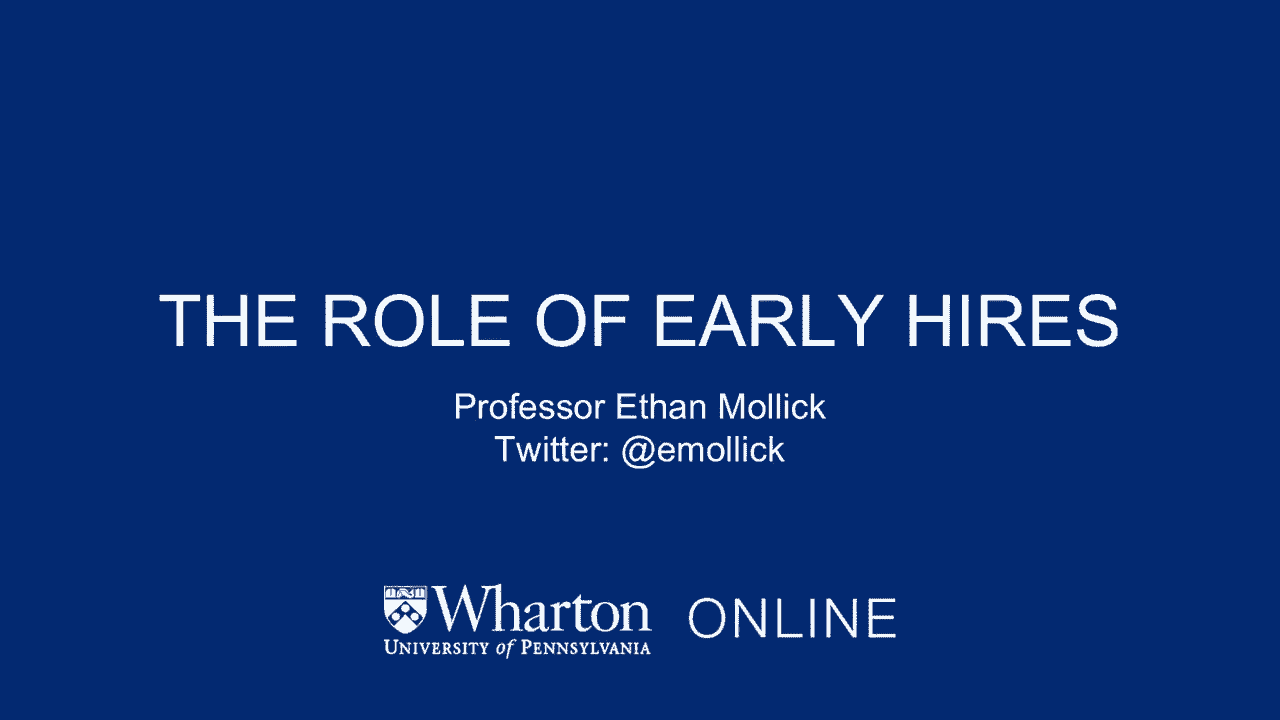 THE ROLE OF EARLY HIRES
Professor Ethan Mollick
Twitter: @emollick
Wharton ONLINE
UNIVERSITY of PENNSYLVANIA